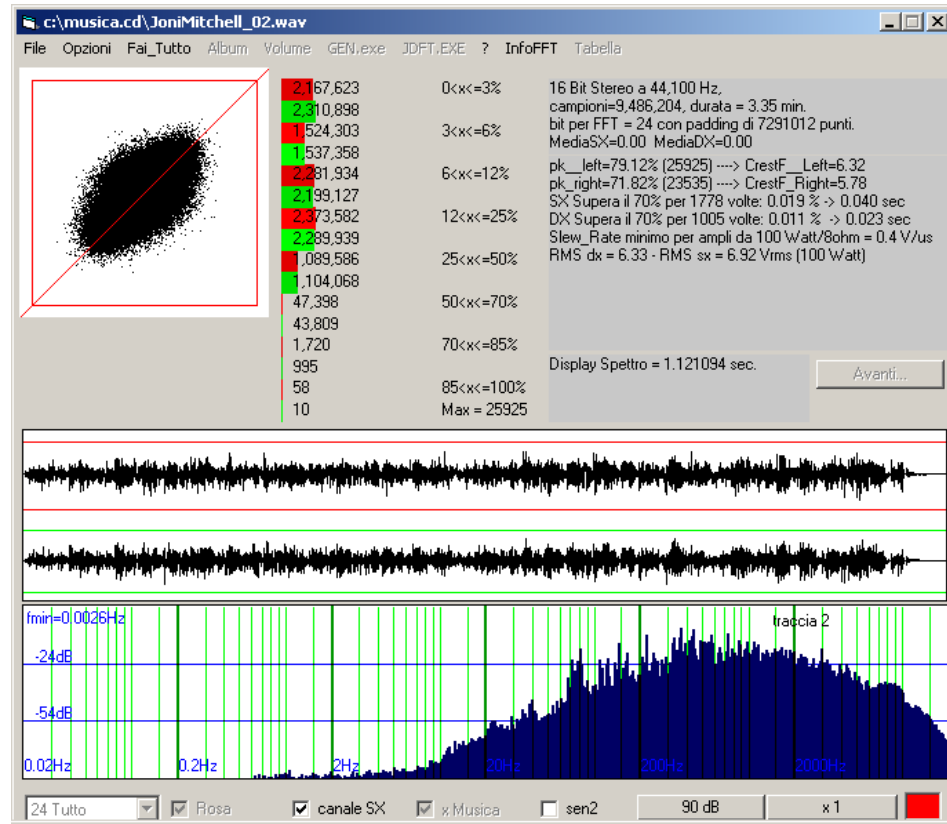 c:\musica.cd\JoniMitchell_02.wav
File Opzioni Fai_Tutto Album Volume GEN.exe JDFT.EXE ? InfoFFT Tabella
2,167,623 0<x<=3%
2,310,898
1,524,303 3<x<=6%
1,537,358
2,281,934 6<x<=12%
2,199,127
2,373,582 12<x<=25%
2,289,939
1,089,586 25<x<=50%
1,104,068
47,398 50<x<=70%
43,809
1,720 70<x<=85%
995
58 85<x<=100%
10 Max = 25925
16 Bit Stereo a 44,100 Hz,
campioni=9,486,204, durata = 3.35 min.
bit per FFT = 24 con padding di 7291012 punti.
MediaSX=0.00 MediaDX=0.00
pk__left=79.12% (25925) ----> CrestF__Left=6.32
pk_right=71.82% (23535) ----> CrestF_Right=5.78
SX Supera il 70% per 1778 volte: 0.019 % -> 0.040 sec
DX Supera il 70% per 1005 volte: 0.011 % -> 0.023 sec
Slew_Rate minimo per ampli da 100 Watt/8ohm = 0.4 V/us
RMS dx = 6.33 - RMS sx = 6.92 Vrms (100 Watt)
Display Spettro = 1.121094 sec.
Avanti...
fmin=0.0026Hz traccia 2
-24dB
-54dB
0.02Hz 0.2Hz 2Hz 20Hz 200Hz 2000Hz
24 Tutto Rosa canale SX x Musica sen2 90 dB x 1